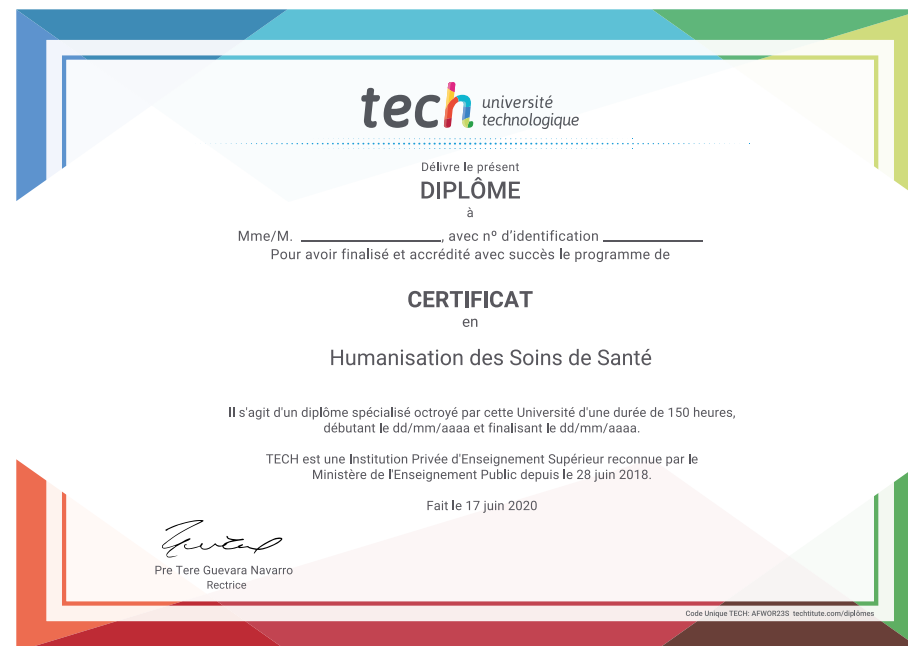 tech université
technologique
Délivre le présent
DIPLÔME
à
Mme/M. ____________________, avec nº d'identification ______________
Pour avoir finalisé et accrédité avec succès le programme de
CERTIFICAT
en
Humanisation des Soins de Santé
Il s'agit d'un diplôme spécialisé octroyé par cette Université d'une durée de 150 heures,
débutant le dd/mm/aaaa et finalisant le dd/mm/aaaa.
TECH est une Institution Privée d'Enseignement Supérieur reconnue par le
Ministère de l'Enseignement Public depuis le 28 juin 2018.
Fait le 17 juin 2020
Pre Tere Guevara Navarro
Rectrice
Code Unique TECH: AFWOR23S techtitute.com/diplômes